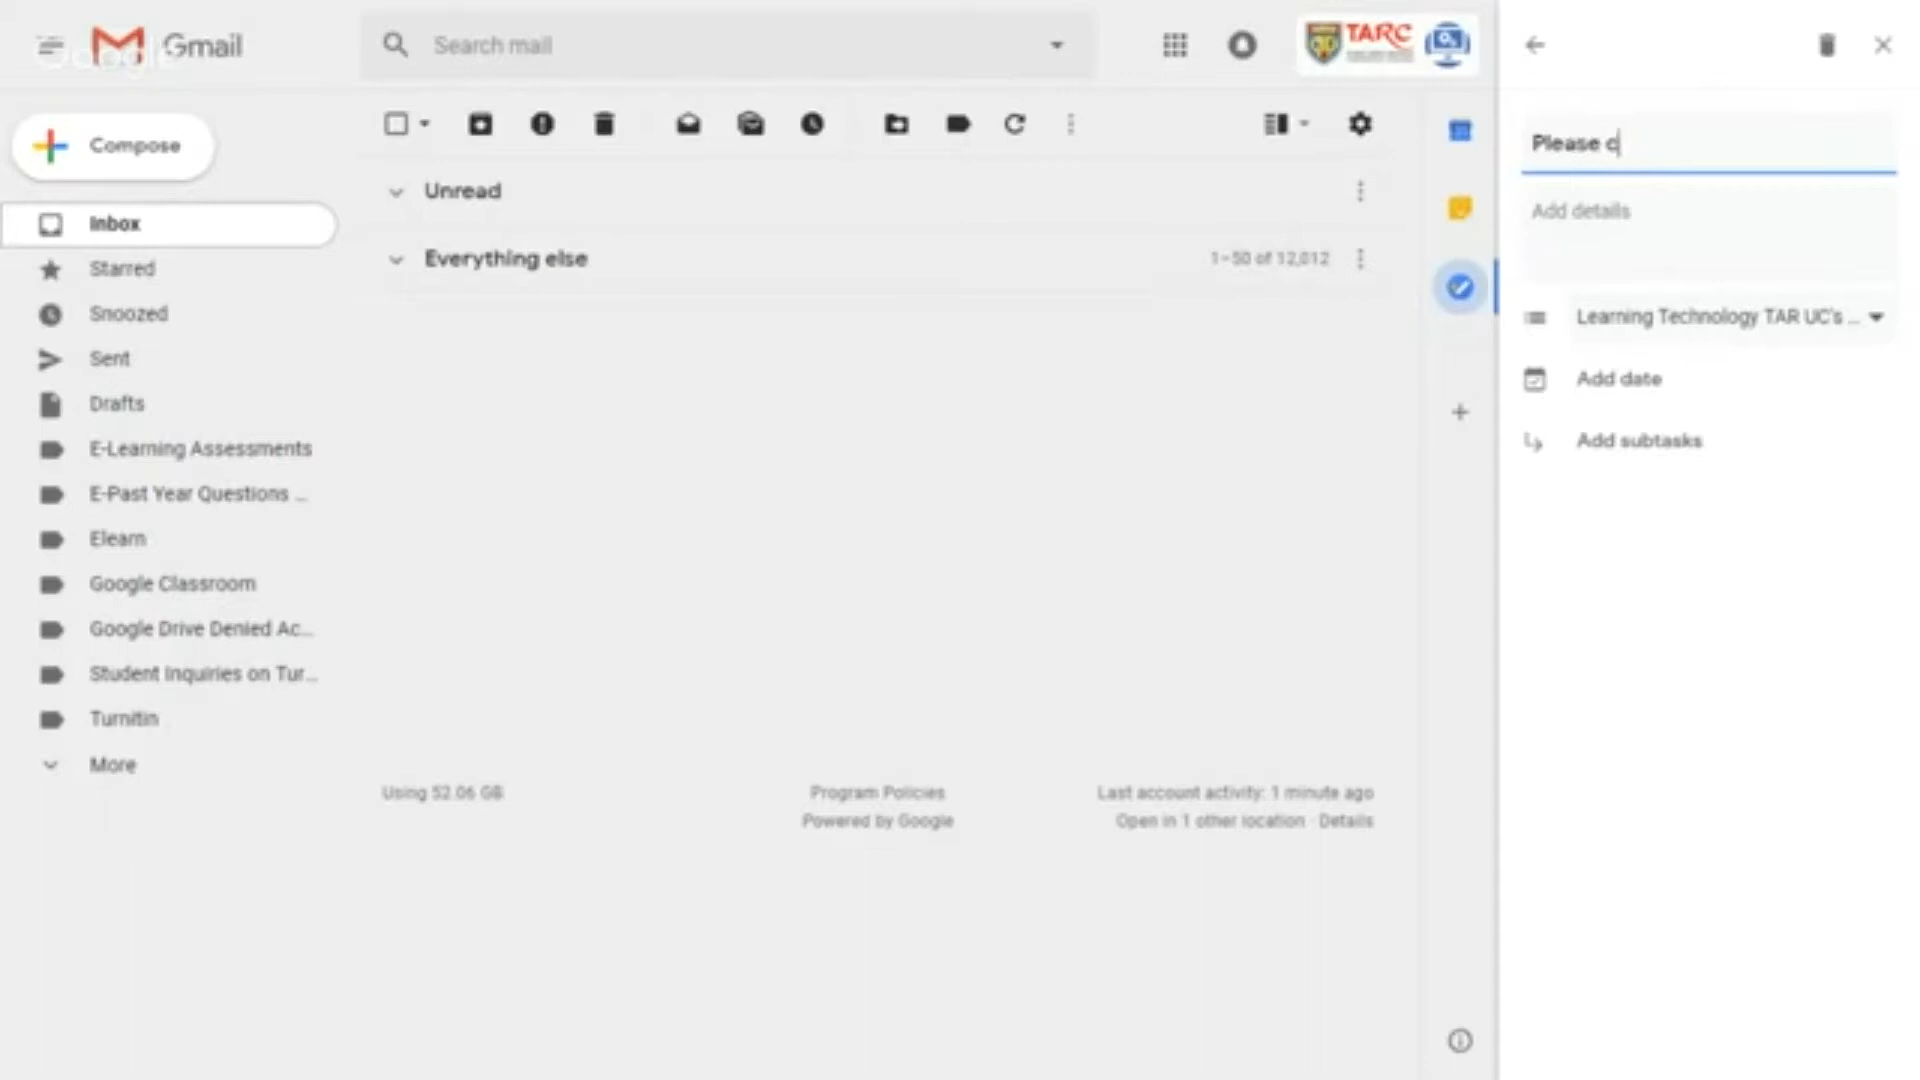 Gmail
Search mail
TARC
Compose
Inbox
Starred
Snoozed
Sent
Drafts
E-Learning Assessments
E-Past Year Questions ...
Elearn
Google Classroom
Google Drive Denied Ac...
Student Inquiries on Tur...
Turnitin
More
Unread
Everything else
1–50 of 12,012
Using 52.06 GB
Program Policies
Powered by Google
Last account activity: 1 minute ago
Open in 1 other location · Details
Please c
Add details
Learning Technology TAR UC's ...
Add date
Add subtasks